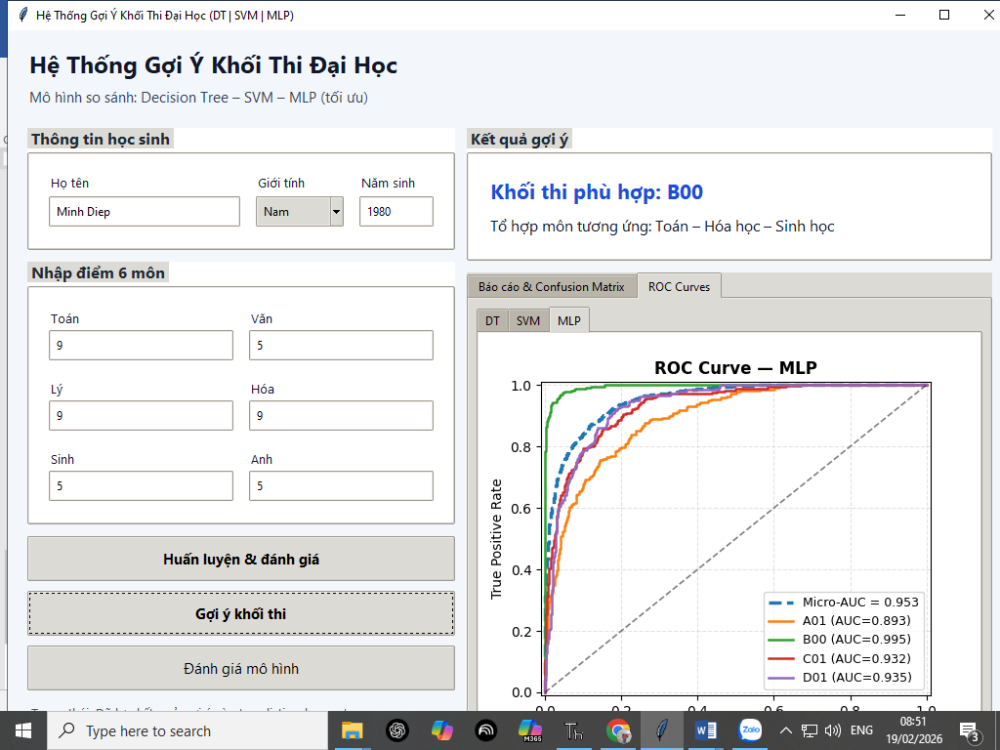 Hệ Thống Gợi Ý Khối Thi Đại Học (DT | SVM | MLP)
Hệ Thống Gợi Ý Khối Thi Đại Học
Mô hình so sánh: Decision Tree – SVM – MLP (tối ưu)
Thông tin học sinh
Họ tên
Giới tính
Năm sinh
Minh Diep
Nam
1980
Nhập điểm 6 môn
Toán
Văn
9
5
Lý
Hóa
9
9
Sinh
Anh
5
5
Huấn luyện & đánh giá
Gợi ý khối thi
Đánh giá mô hình
Kết quả gợi ý
Khối thi phù hợp: B00
Tổ hợp môn tương ứng: Toán – Hóa học – Sinh học
Báo cáo & Confusion Matrix
ROC Curves
DT
SVM
MLP
ROC Curve — MLP
True Positive Rate
1.0
0.8
0.6
0.4
0.2
0.0
Micro-AUC = 0.953
A01 (AUC=0.893)
B00 (AUC=0.995)
C01 (AUC=0.932)
D01 (AUC=0.935)
0.0 0.2 0.4 0.6 0.8 1.0
Type here to search
M365
Th
W
Zalo
ENG
08:51
19/02/2026
3